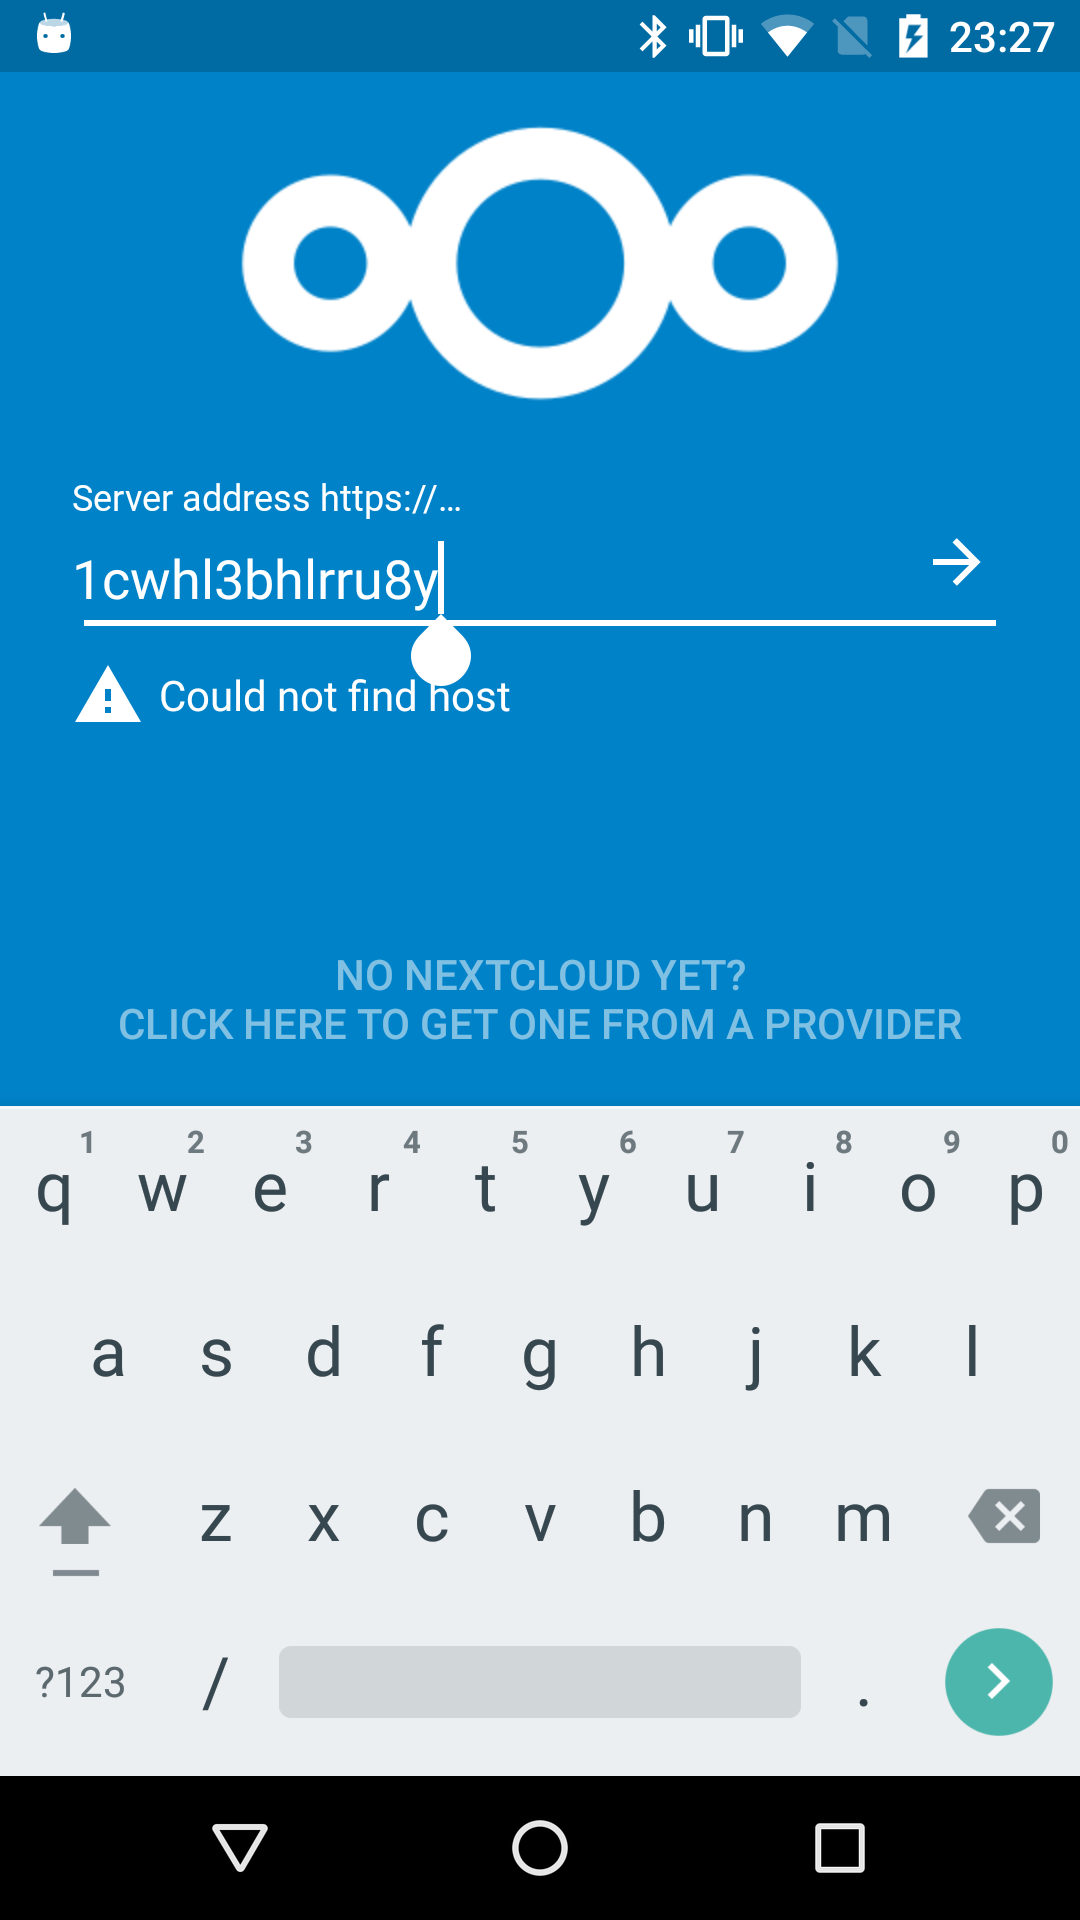 23:27
Server address https://…
1cwhl3bhlrru8y
Could not find host
NO NEXTCLOUD YET?
CLICK HERE TO GET ONE FROM A PROVIDER
1 2 3 4 5 6 7 8 9 0
q w e r t y u i o p
a s d f g h j k l
z x c v b n m
?123 / .